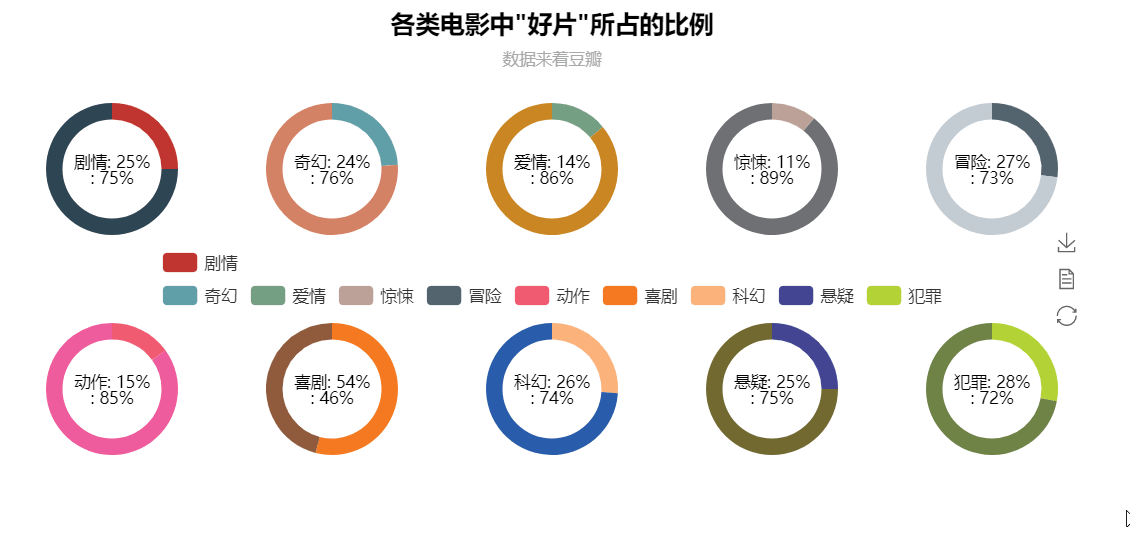 各类电影中"好片"所占的比例
数据来着豆瓣
剧情: 25%
: 75%
奇幻: 24%
: 76%
爱情: 14%
: 86%
惊悚: 11%
: 89%
冒险: 27%
: 73%
剧情
奇幻 爱情 惊悚 冒险 动作 喜剧 科幻 悬疑 犯罪
动作: 15%
: 85%
喜剧: 54%
: 46%
科幻: 26%
: 74%
悬疑: 25%
: 75%
犯罪: 28%
: 72%